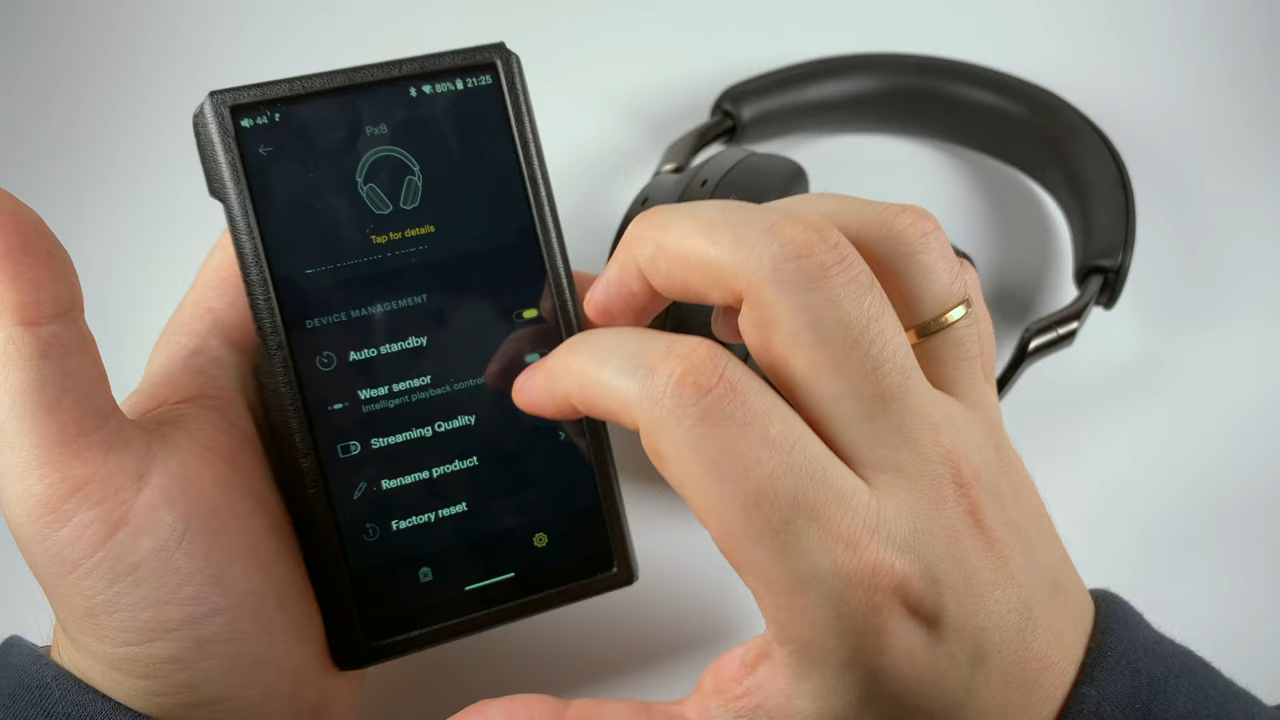 80% 21:25
44
Px8
Tap for details
DEVICE MANAGEMENT
Auto standby
Wear sensor
Intelligent playback control
Streaming Quality
Rename product
Factory reset